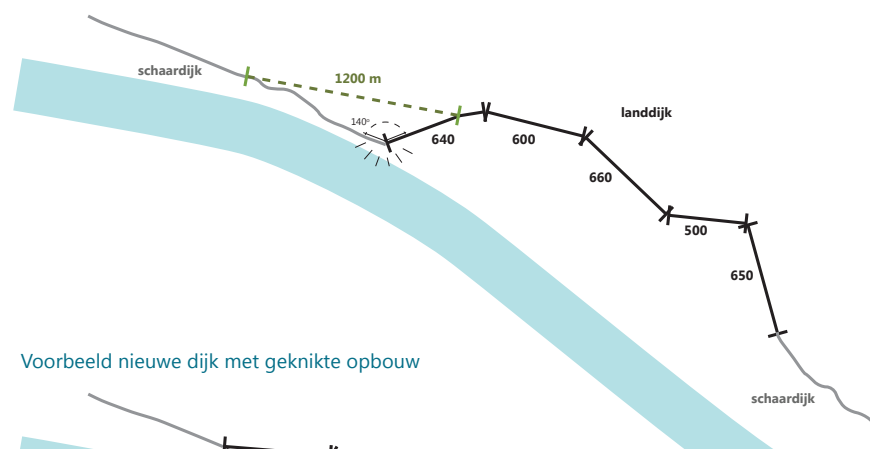 schaardijk
1200 m
140°
640
600
landdijk
660
500
650
Voorbeeld nieuwe dijk met geknikte opbouw
schaardijk